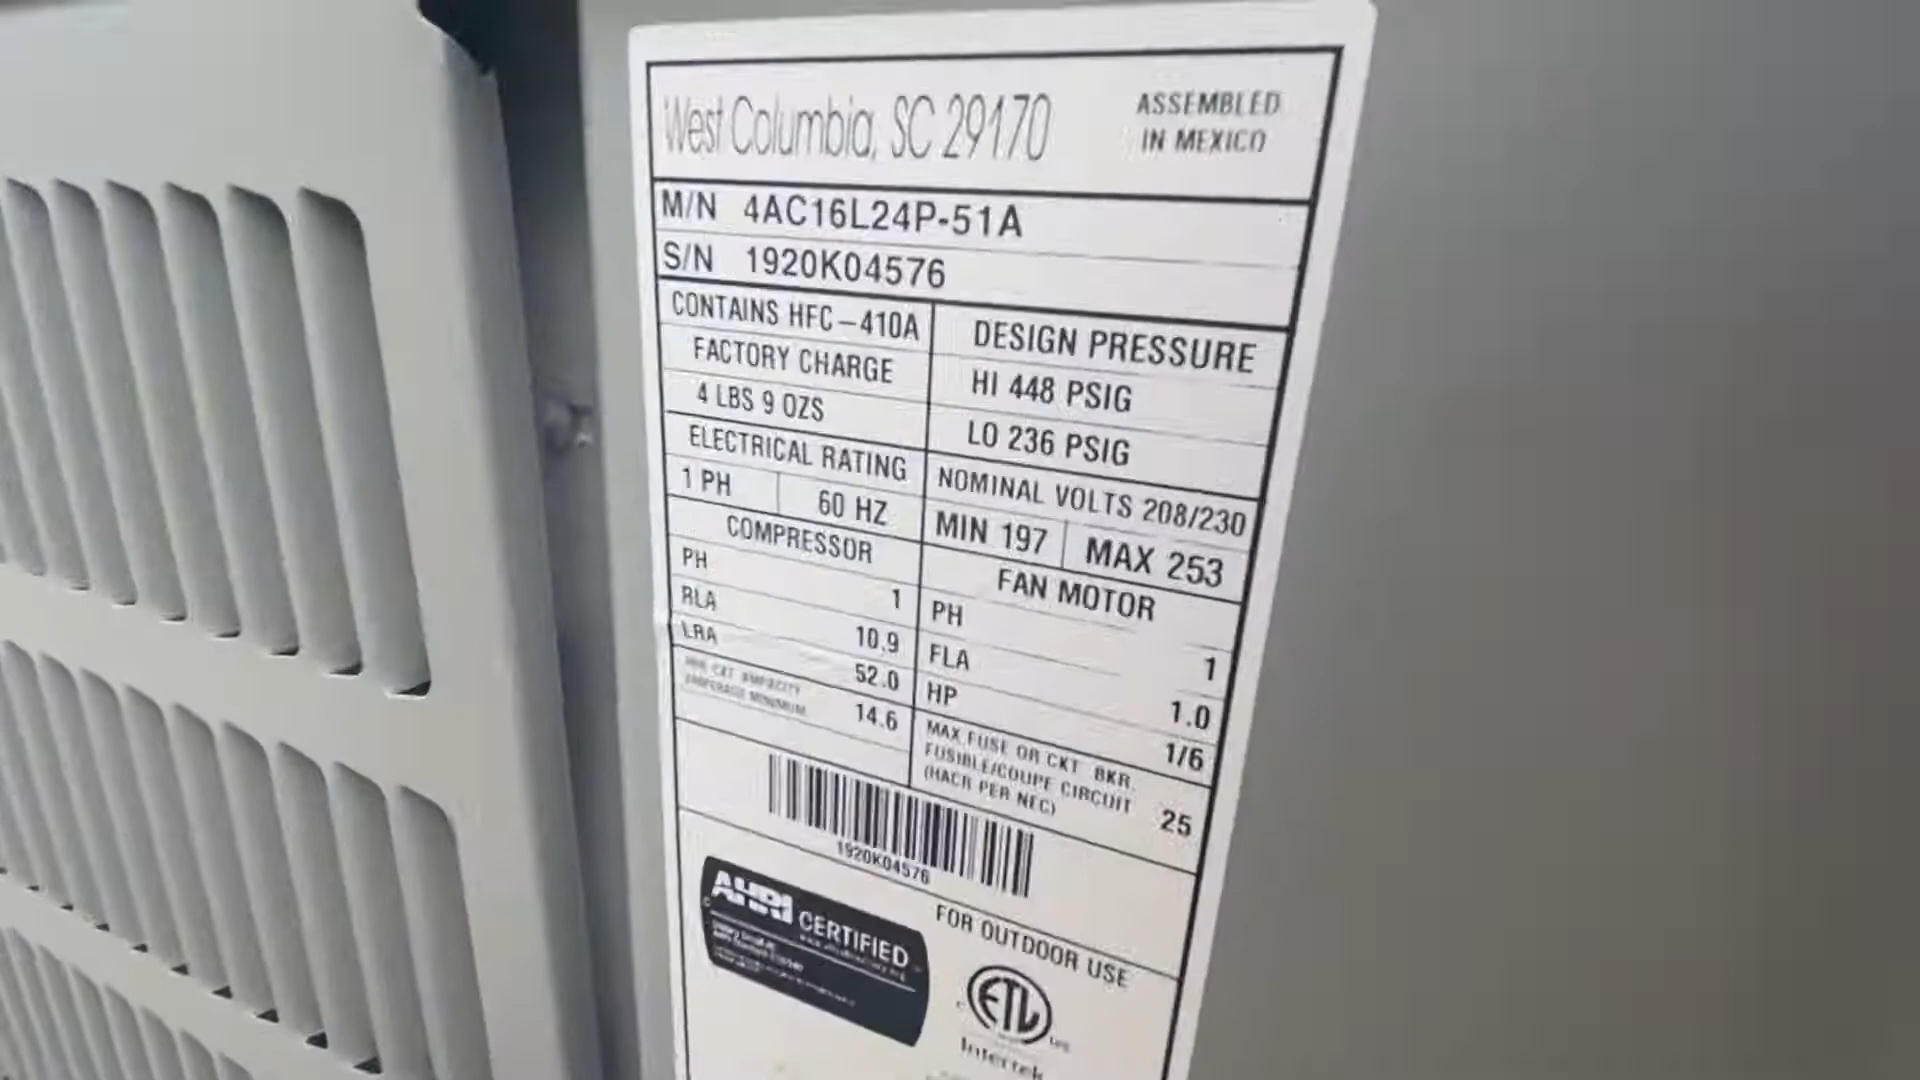 West Columbia, SC 29170
ASSEMBLED
IN MEXICO
M/N 4AC16L24P-51A
S/N 1920K04576
CONTAINS HFC-410A
FACTORY CHARGE
4 LBS 9 OZS
DESIGN PRESSURE
HI 448 PSIG
LO 236 PSIG
ELECTRICAL RATING
1 PH 60 HZ
NOMINAL VOLTS 208/230
MIN 197 MAX 253
COMPRESSOR
PH 1
RLA 10.9
LRA 52.0
CKT AMPACITY
AMPERAGE MINIMUM 14.6
FAN MOTOR
PH 1
FLA 1.0
HP 1/6
MAX FUSE OR CKT BKR
FUSIBLE/COUPE CIRCUIT
(HACR PER NEC) 25
1920K04576
AHRI CERTIFIED
FOR OUTDOOR USE
ETL
Intertek